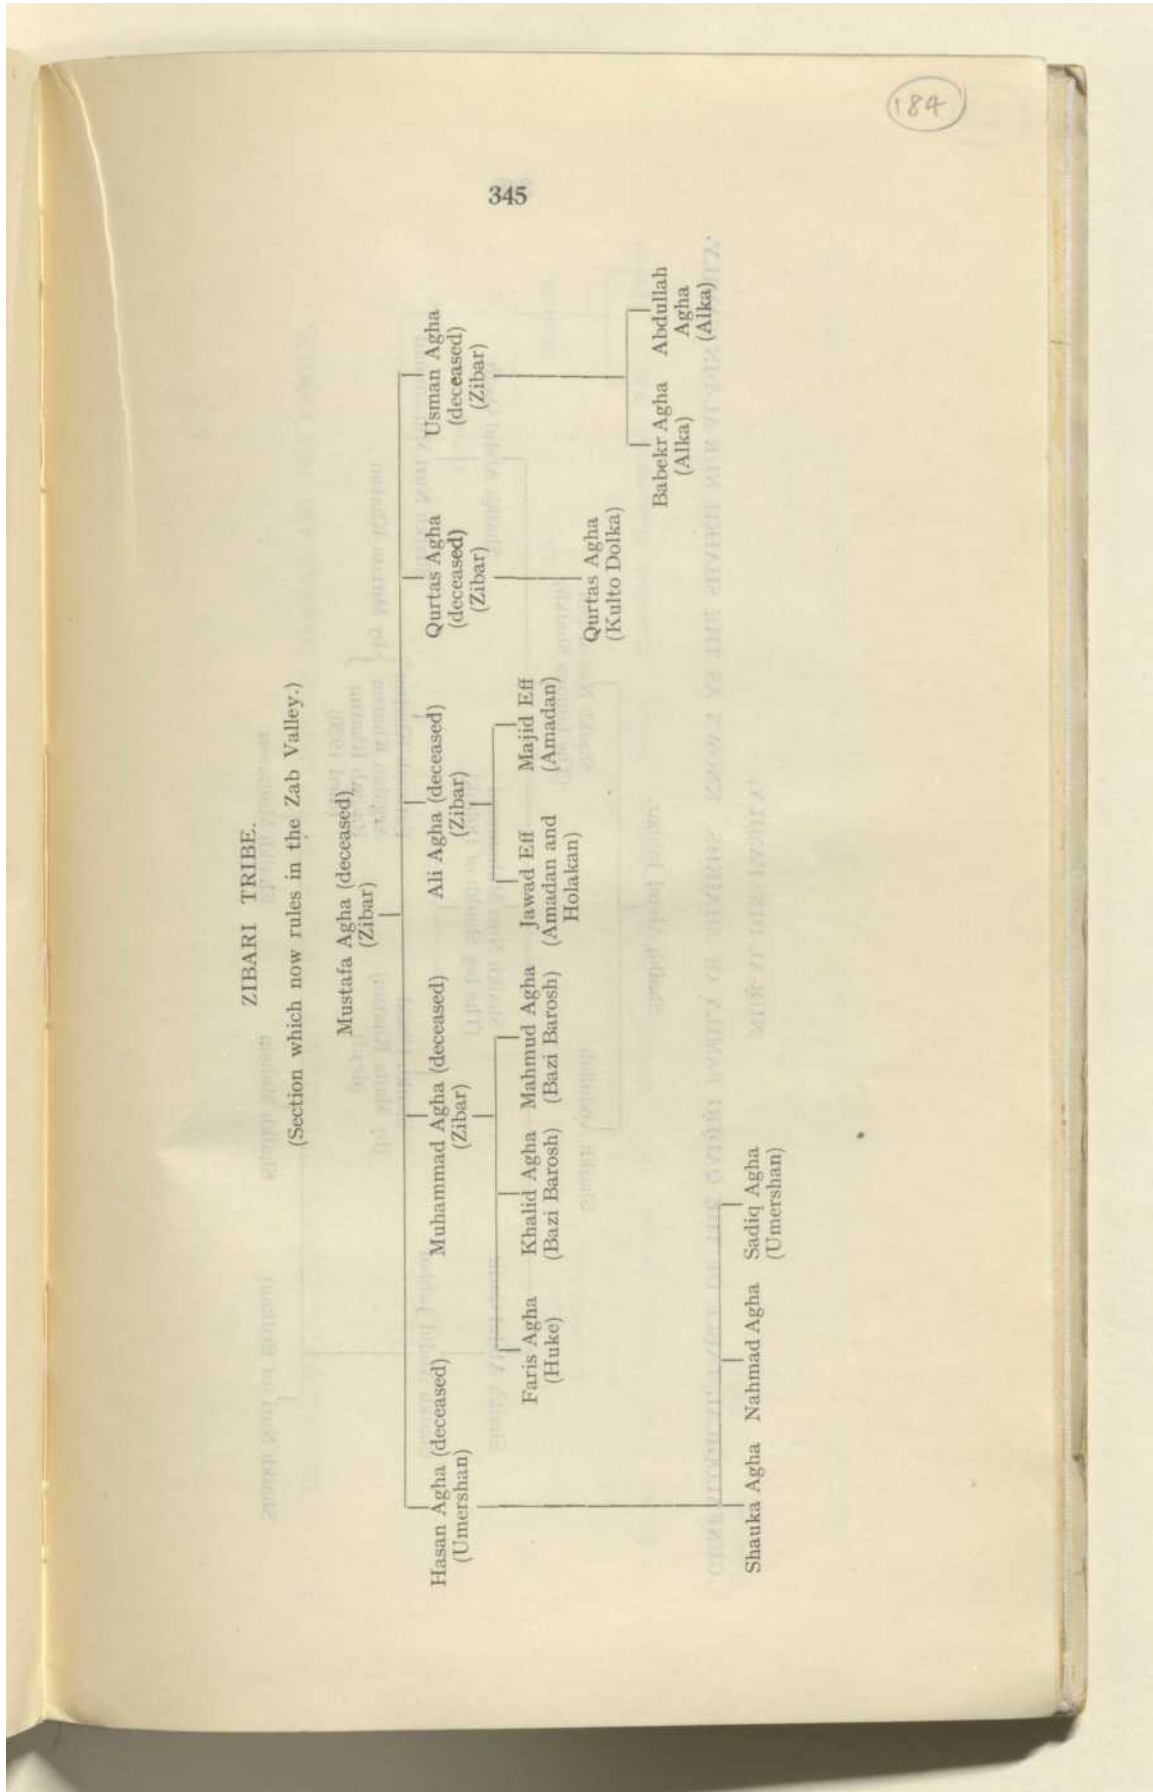 184
345
ZIBARI TRIBE.
(Section which now rules in the Zab Valley.)
Mustafa Agha (deceased)
(Zibar)
Hasan Agha (deceased)
(Umershan)
Muhammad Agha (deceased)
(Zibar)
Ali Agha (deceased)
(Zibar)
Qurtas Agha
(deceased)
(Zibar)
Usman Agha
(deceased)
(Zibar)
Faris Agha
(Huke)
Khalid Agha
(Bazi Barosh)
Mahmud Agha
(Bazi Barosh)
Jawad Eff
(Amadan and
Holakan)
Majid Eff
(Amadan)
Qurtas Agha
(Kulto Dolka)
Babekr Agha
(Alka)
Abdullah
Agha
(Alka)
Shauka Agha
Nahmad Agha
Sadiq Agha
(Umershan)